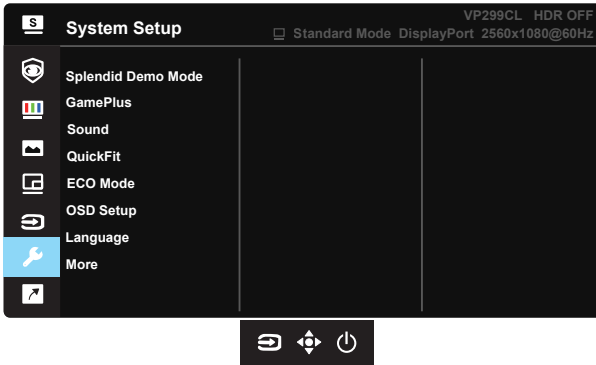 S
System Setup
VP299CL HDR OFF
Standard Mode DisplayPort 2560x1080@60Hz
Splendid Demo Mode
GamePlus
Sound
QuickFit
ECO Mode
OSD Setup
Language
More